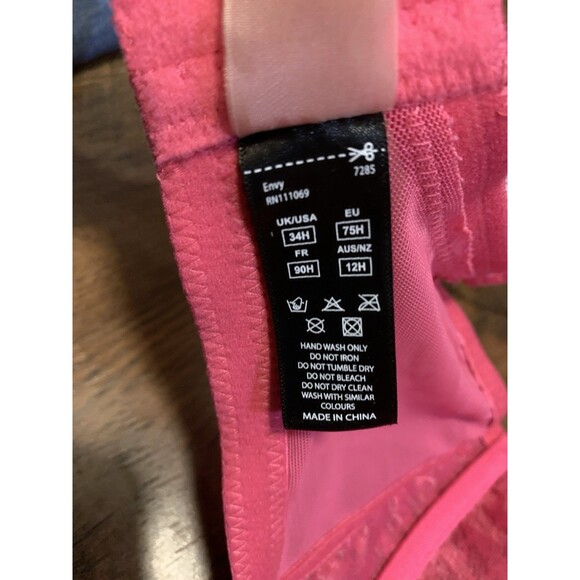 7285
Envy
RN111069
UK/USA EU
34H 75H
FR AUS/NZ
90H 12H
HAND WASH ONLY
DO NOT IRON
DO NOT TUMBLE DRY
DO NOT BLEACH
DO NOT DRY CLEAN
WASH WITH SIMILAR
COLOURS
MADE IN CHINA